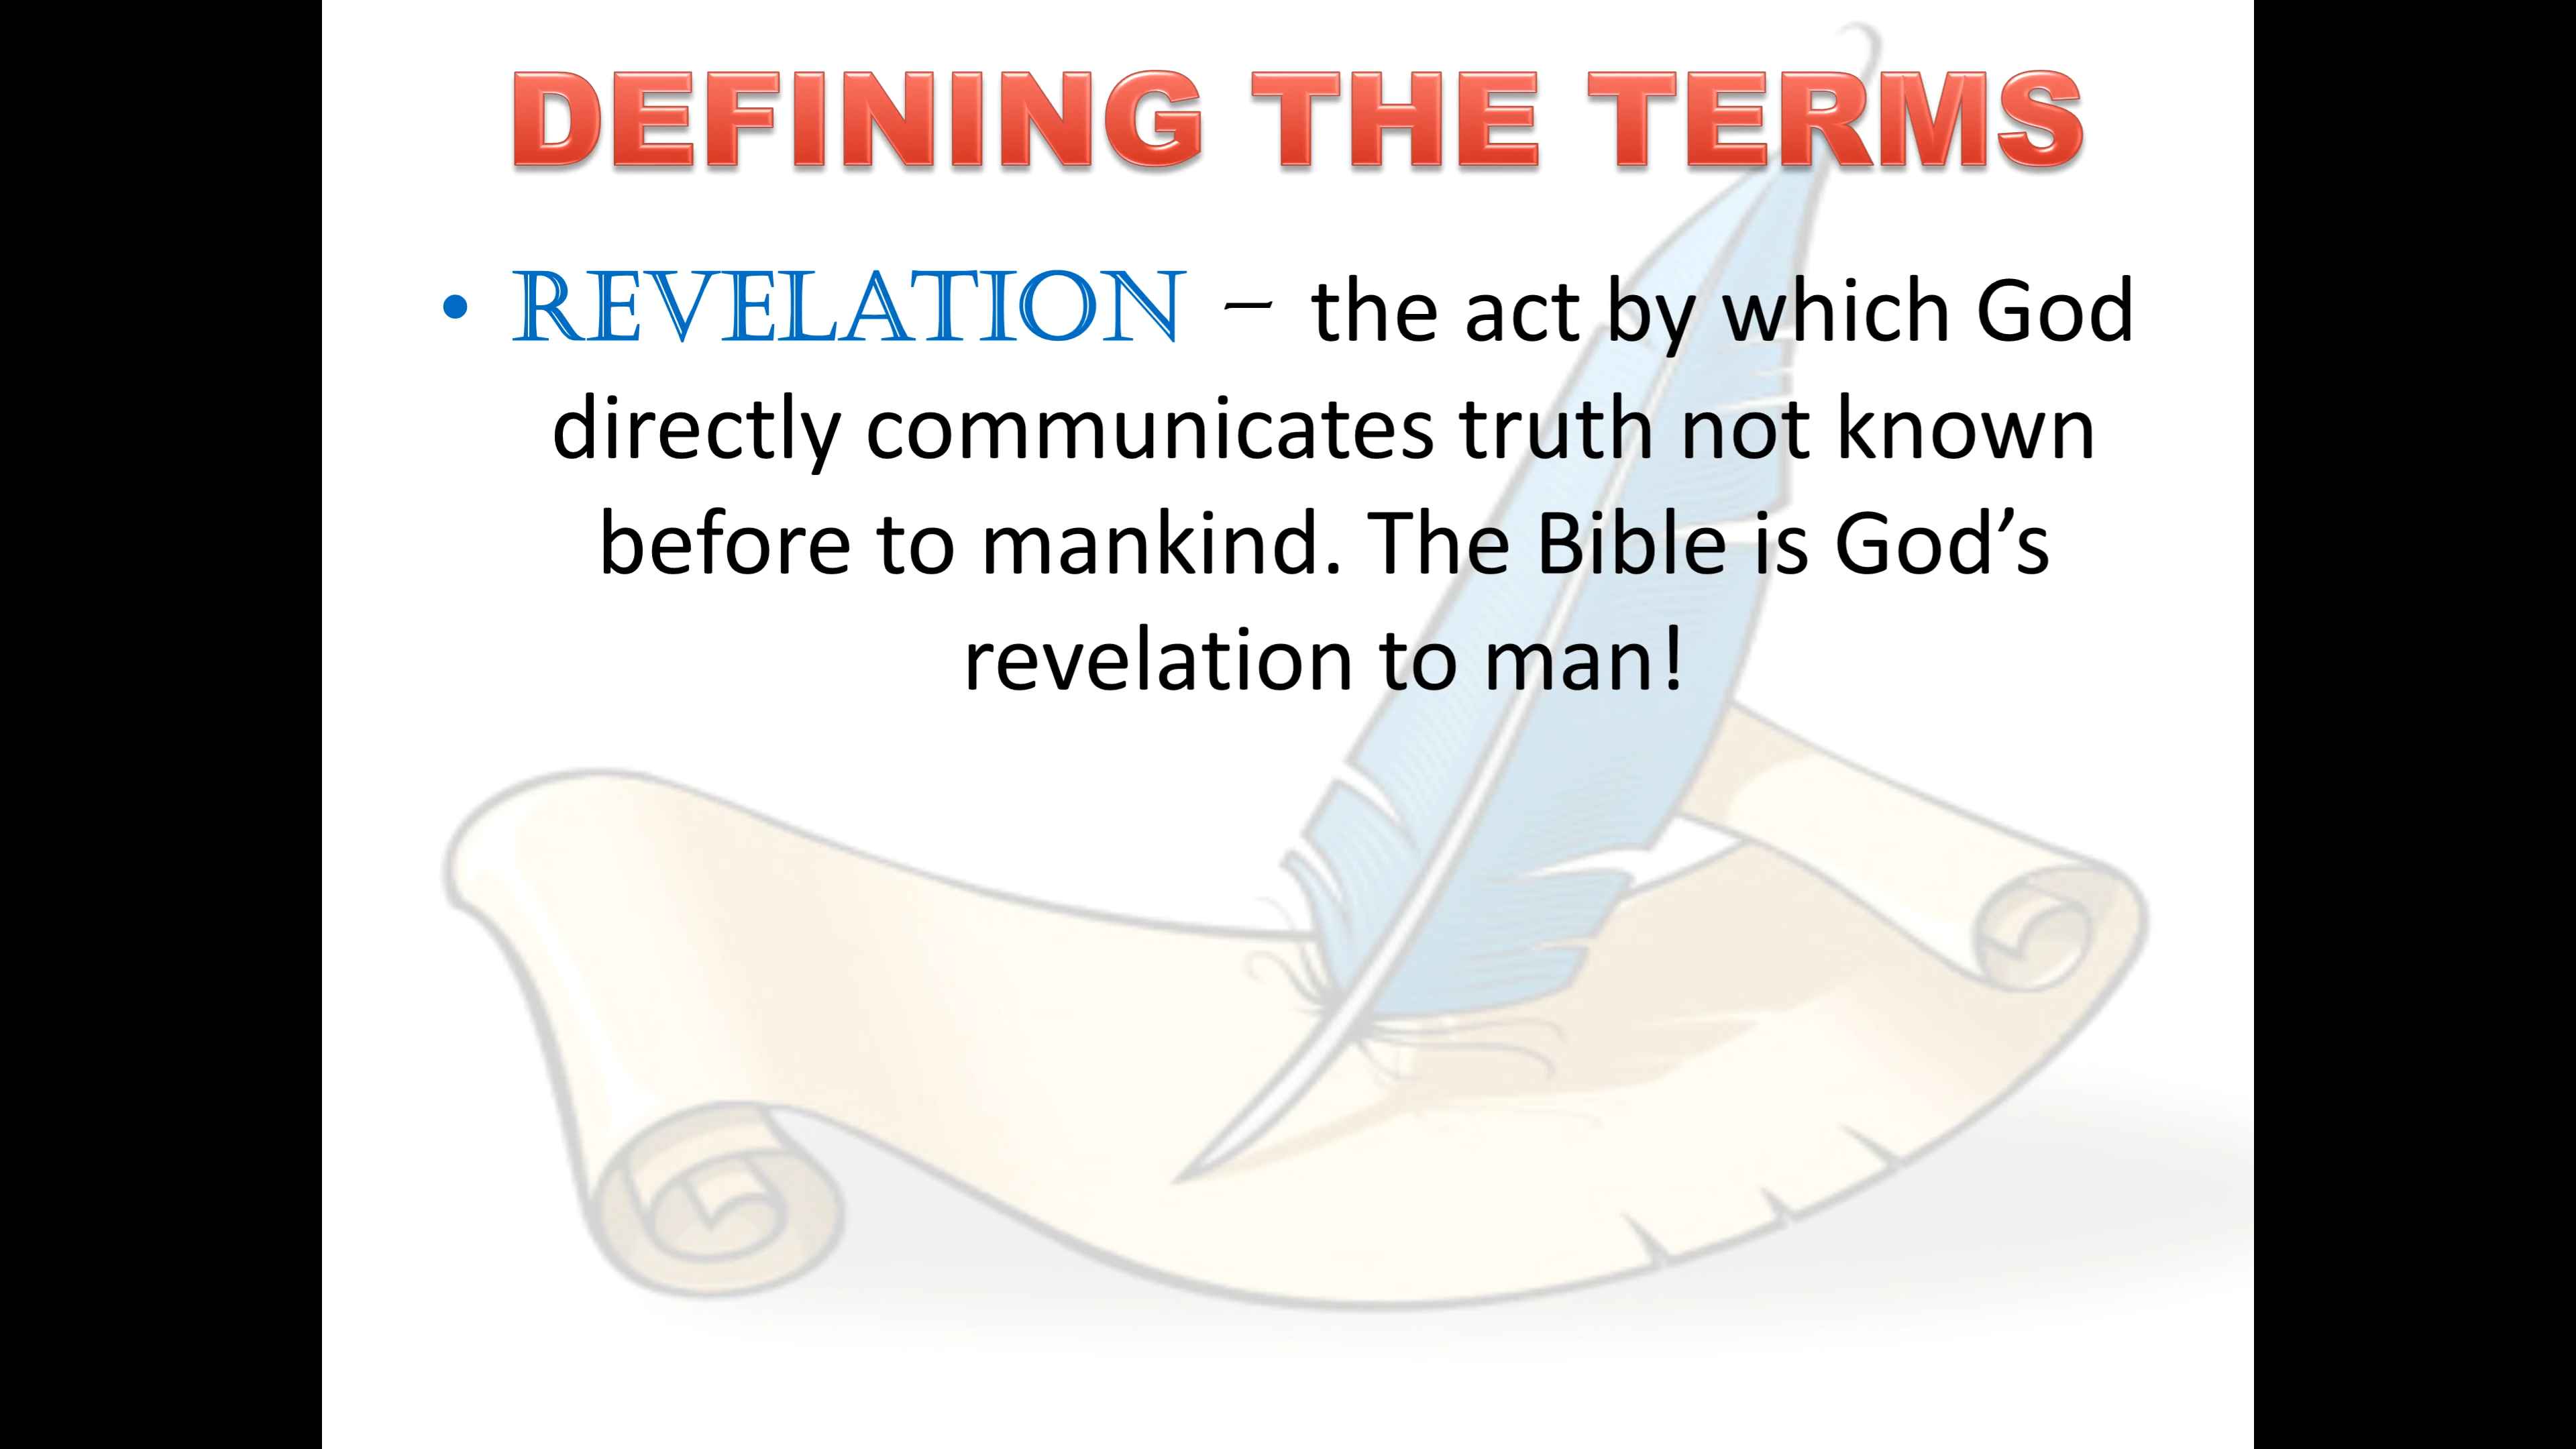 DEFINING THE TERMS
• REVELATION – the act by which God
directly communicates truth not known
before to mankind. The Bible is God’s
revelation to man!